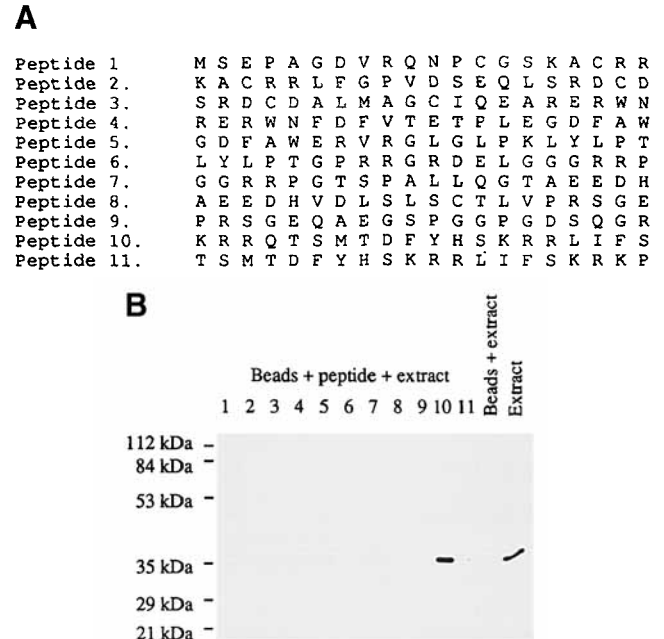 A
Peptide 1 M S E P A G D V R Q N P C G S K A C R R
Peptide 2. K A C R R L F G P V D S E Q L S R D C D
Peptide 3. S R D C D A L M A G C I Q E A R E R W N
Peptide 4. R E R W N F D F V T E T P L E G D F A W
Peptide 5. G D F A W E R V R G L G L P K L Y L P T
Peptide 6. L Y L P T G P R R G R D E L G G G R R P
Peptide 7. G G R R P G T S P A L L Q G T A E E D H
Peptide 8. A E E D H V D L S L S C T L V P R S G E
Peptide 9. P R S G E Q A E G S P G G P G D S Q G R
Peptide 10. K R R Q T S M T D F Y H S K R R L I F S
Peptide 11. T S M T D F Y H S K R R L I F S K R K P
B
Beads + peptide + extract
Beads + extract
Extract
1 2 3 4 5 6 7 8 9 10 11
112 kDa
84 kDa
53 kDa
35 kDa
29 kDa
21 kDa